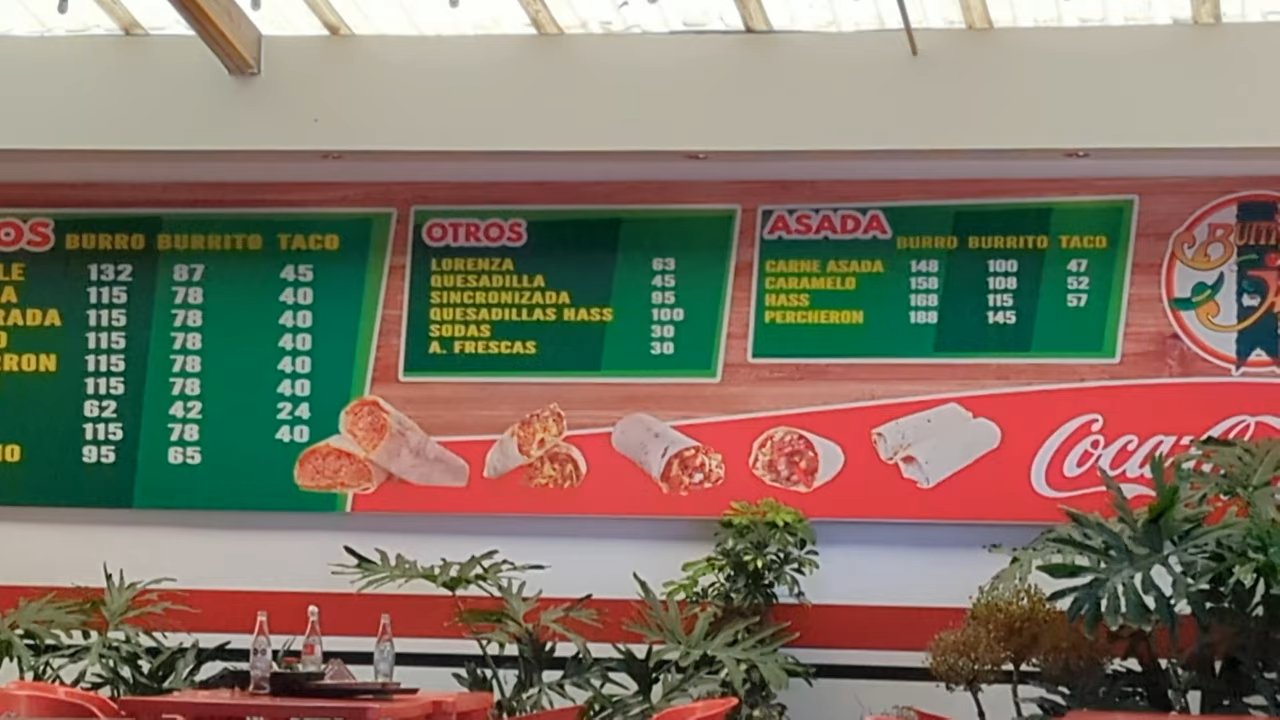 OS BURRO BURRITO TACO
LE 132 87 45
A 115 78 40
RADA 115 78 40
O 115 78 40
RRON 115 78 40
115 78 40
62 42 24
115 78 40
IO 95 65
OTROS
LORENZA 63
QUESADILLA 45
SINCRONIZADA 95
QUESADILLAS HASS 100
SODAS 30
A. FRESCAS 30
ASADA
BURRO BURRITO TACO
CARNE ASADA 148 100 47
CARAMELO 158 108 52
HASS 168 115 57
PERCHERON 188 145
Coca-